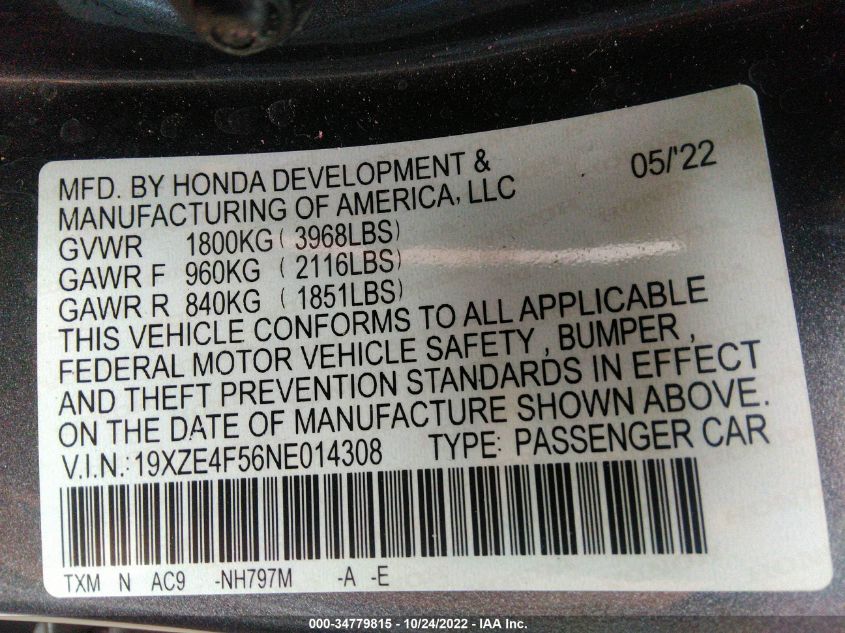 MFD. BY HONDA DEVELOPMENT & 05/'22
MANUFACTURING OF AMERICA, LLC
GVWR 1800KG ( 3968LBS)
GAWR F 960KG ( 2116LBS)
GAWR R 840KG ( 1851LBS)
THIS VEHICLE CONFORMS TO ALL APPLICABLE
FEDERAL MOTOR VEHICLE SAFETY , BUMPER ,
AND THEFT PREVENTION STANDARDS IN EFFECT
ON THE DATE OF MANUFACTURE SHOWN ABOVE.
V.I.N.: 19XZE4F56NE014308 TYPE: PASSENGER CAR
TXM N AC9 -NH797M -A -E
000-34779815 - 10/24/2022 - IAA Inc.